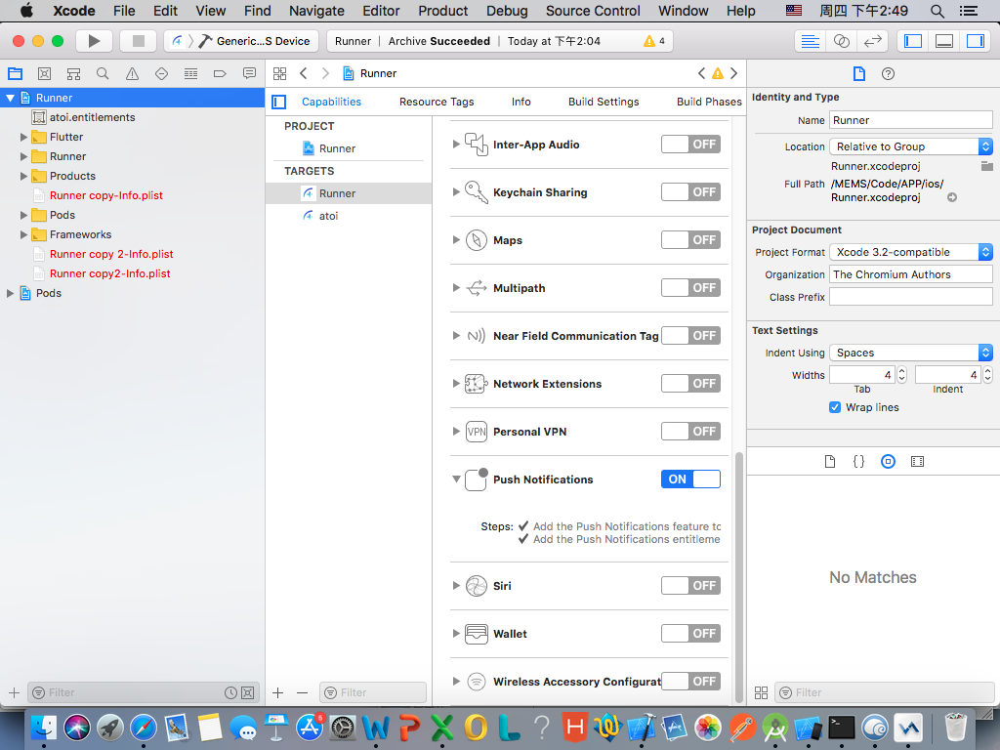 Xcode File Edit View Find Navigate Editor Product Debug Source Control Window Help 周四 下午2:49
Generic...S Device
Runner | Archive Succeeded | Today at 下午2:04
4
Runner
Runner
atoi.entitlements
Flutter
Runner
Products
Runner copy-Info.plist
Pods
Frameworks
Runner copy 2-Info.plist
Runner copy2-Info.plist
Pods
Filter
Capabilities Resource Tags Info Build Settings Build Phases
PROJECT
Runner
TARGETS
Runner
atoi
Filter
Inter-App Audio OFF
Keychain Sharing OFF
Maps OFF
Multipath OFF
Near Field Communication Tag OFF
Network Extensions OFF
VPN Personal VPN OFF
Push Notifications ON
Steps: ✔ Add the Push Notifications feature to
✔ Add the Push Notifications entitleme
Siri OFF
Wallet OFF
Wireless Accessory Configurat OFF
Identity and Type
Name Runner
Location Relative to Group
Runner.xcodeproj
Full Path /MEMS/Code/APP/ios/
Runner.xcodeproj
Project Document
Project Format Xcode 3.2-compatible
Organization The Chromium Authors
Class Prefix
Text Settings
Indent Using Spaces
Widths 4 4
Tab Indent
Wrap lines
{}
No Matches
Filter
5
W P X O L ? H